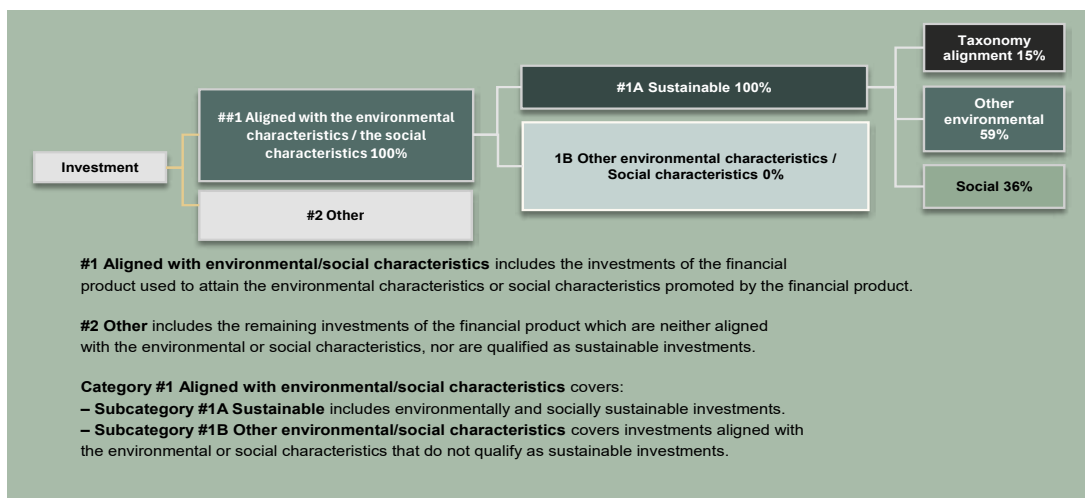 Investment
##1 Aligned with the environmental
characteristics / the social
characteristics 100%
#2 Other
#1A Sustainable 100%
1B Other environmental characteristics /
Social characteristics 0%
Taxonomy
alignment 15%
Other
environmental
59%
Social 36%
#1 Aligned with environmental/social characteristics includes the investments of the financial
product used to attain the environmental characteristics or social characteristics promoted by the financial product.
#2 Other includes the remaining investments of the financial product which are neither aligned
with the environmental or social characteristics, nor are qualified as sustainable investments.
Category #1 Aligned with environmental/social characteristics covers:
– Subcategory #1A Sustainable includes environmentally and socially sustainable investments.
– Subcategory #1B Other environmental/social characteristics covers investments aligned with
the environmental or social characteristics that do not qualify as sustainable investments.